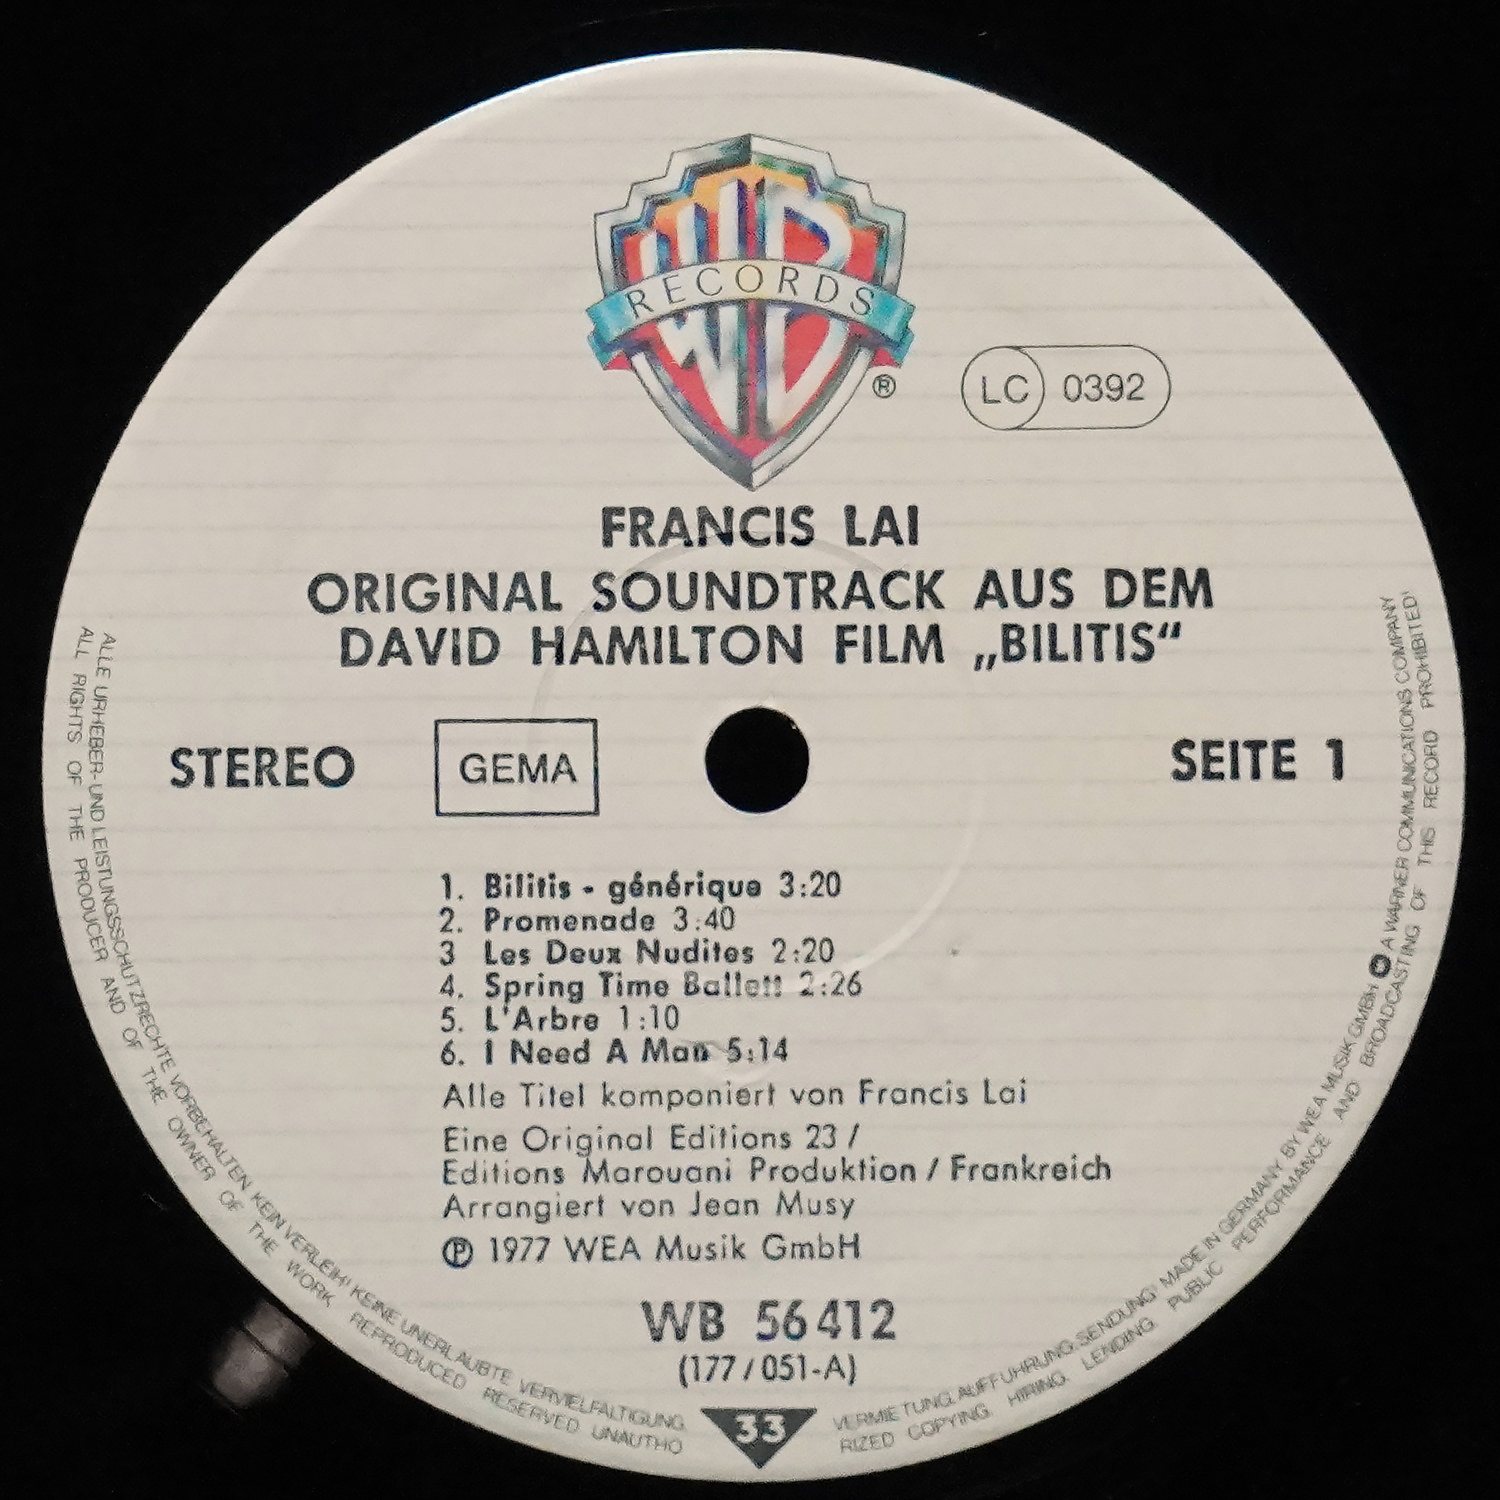 WB
RECORDS
®
LC 0392
FRANCIS LAI
ORIGINAL SOUNDTRACK AUS DEM
DAVID HAMILTON FILM „BILITIS“
STEREO
GEMA
SEITE 1
1. Bilitis - générique 3:20
2. Promenade 3:40
3 Les Deux Nudites 2:20
4. Spring Time Ballett 2:26
5. L'Arbre 1:10
6. I Need A Man 5:14
Alle Titel komponiert von Francis Lai
Eine Original Editions 23 /
Editions Marouani Produktion / Frankreich
Arrangiert von Jean Musy
℗ 1977 WEA Musik GmbH
WB 56 412
(177/051-A)
33
ALLE URHEBER- UND LEISTUNGSSCHUTZRECHTE VORBEHALTEN KEIN VERLEIH! KEINE UNERLAUBTE VERVIELFÄLTIGUNG, VERMIETUNG, AUFFÜHRUNG, SENDUNG! MADE IN GERMANY BY WEA MUSIK GMBH A WARNER COMMUNICATIONS COMPANY
ALL RIGHTS OF THE PRODUCER AND OF THE OWNER OF THE WORK REPRODUCED RESERVED UNAUTHORIZED COPYING, HIRING, LENDING, PUBLIC PERFORMANCE AND BROADCASTING OF THIS RECORD PROHIBITED!